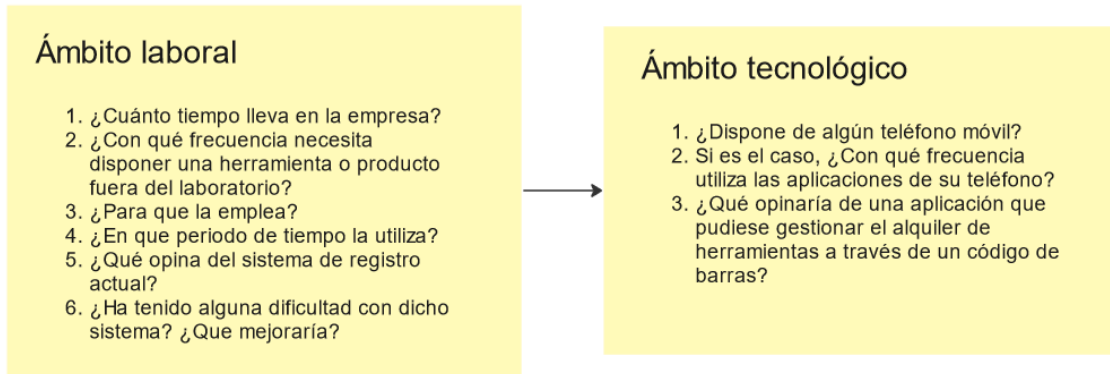 Ámbito laboral
1. ¿Cuánto tiempo lleva en la empresa?
2. ¿Con qué frecuencia necesita
disponer una herramienta o producto
fuera del laboratorio?
3. ¿Para que la emplea?
4. ¿En que periodo de tiempo la utiliza?
5. ¿Qué opina del sistema de registro
actual?
6. ¿Ha tenido alguna dificultad con dicho
sistema? ¿Que mejoraría?
Ámbito tecnológico
1. ¿Dispone de algún teléfono móvil?
2. Si es el caso, ¿Con qué frecuencia
utiliza las aplicaciones de su teléfono?
3. ¿Qué opinaría de una aplicación que
pudiese gestionar el alquiler de
herramientas a través de un código de
barras?